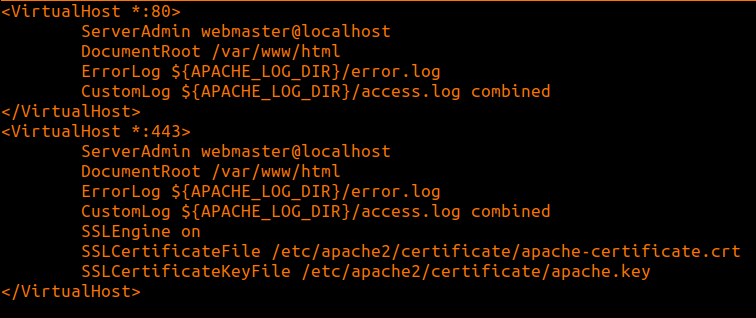 <VirtualHost *:80>
        ServerAdmin webmaster@localhost
        DocumentRoot /var/www/html
        ErrorLog ${APACHE_LOG_DIR}/error.log
        CustomLog ${APACHE_LOG_DIR}/access.log combined
</VirtualHost>
<VirtualHost *:443>
        ServerAdmin webmaster@localhost
        DocumentRoot /var/www/html
        ErrorLog ${APACHE_LOG_DIR}/error.log
        CustomLog ${APACHE_LOG_DIR}/access.log combined
        SSLEngine on
        SSLCertificateFile /etc/apache2/certificate/apache-certificate.crt
        SSLCertificateKeyFile /etc/apache2/certificate/apache.key
</VirtualHost>